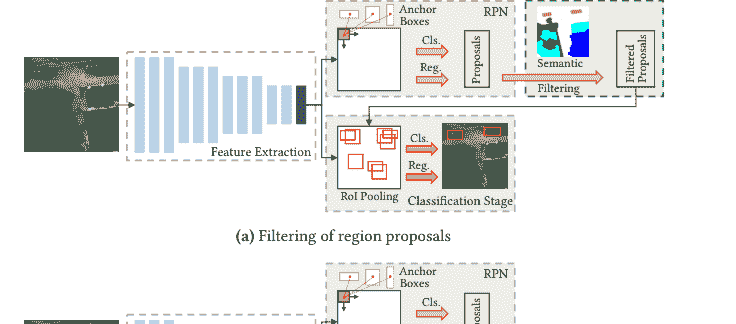 Anchor
Boxes
RPN
Cls.
Reg.
Proposals
Semantic
Filtering
Filtered
Proposals
Feature Extraction
Cls.
Reg.
RoI Pooling
Classification Stage
(a) Filtering of region proposals
Anchor
Boxes
RPN
Cls.